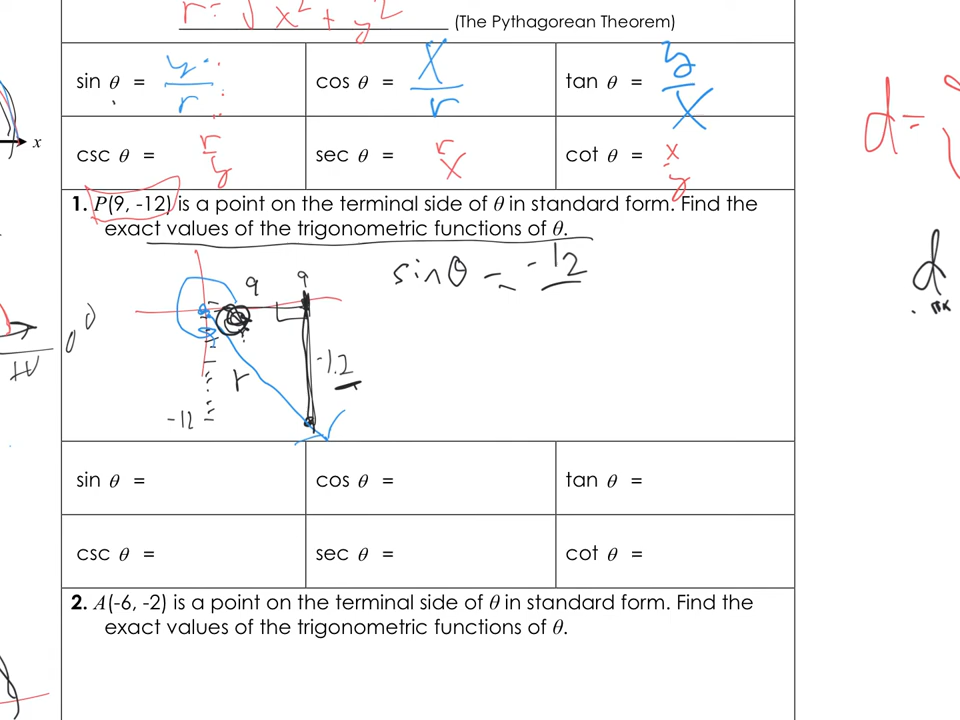 r = √x² + y² (The Pythagorean Theorem)
sin θ = y/r cos θ = x/r tan θ = y/x
csc θ = r/y sec θ = r/x cot θ = x/y
x
d =
1. P(9, -12) is a point on the terminal side of θ in standard form. Find the
exact values of the trigonometric functions of θ.
sinθ = -12
9 9
d
r -12
-12
sin θ = cos θ = tan θ =
csc θ = sec θ = cot θ =
2. A(-6, -2) is a point on the terminal side of θ in standard form. Find the
exact values of the trigonometric functions of θ.